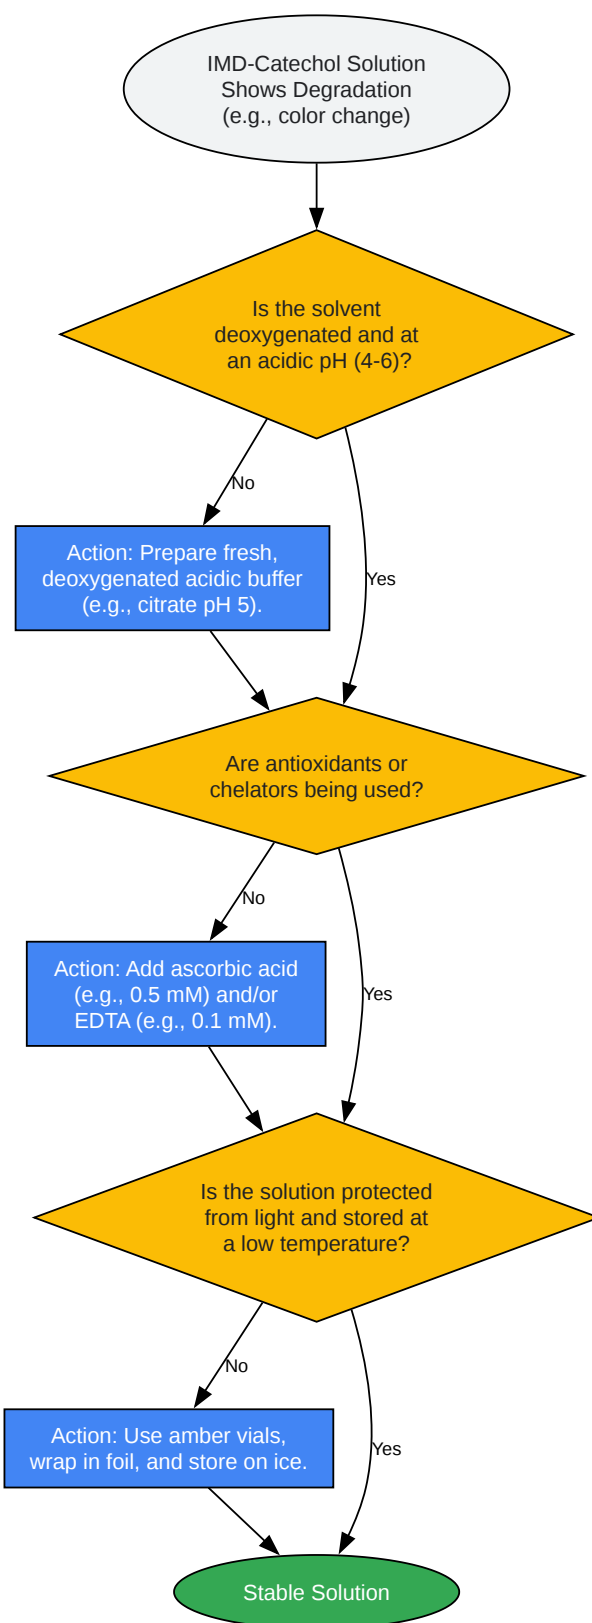 IMD-Catechol Solution
Shows Degradation
(e.g., color change)
Is the solvent
deoxygenated and at
an acidic pH (4-6)?
No
Yes
Action: Prepare fresh,
deoxygenated acidic buffer
(e.g., citrate pH 5).
Are antioxidants or
chelators being used?
No
Yes
Action: Add ascorbic acid
(e.g., 0.5 mM) and/or
EDTA (e.g., 0.1 mM).
Is the solution protected
from light and stored at
a low temperature?
No
Yes
Action: Use amber vials,
wrap in foil, and store on ice.
Stable Solution